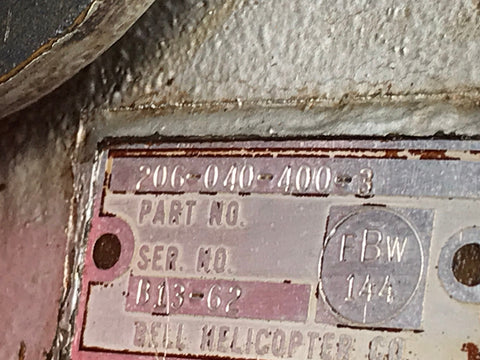 206-040-400-3
PART NO.
SER. NO.
B13-62
FBW
144
BELL HELICOPTER CO